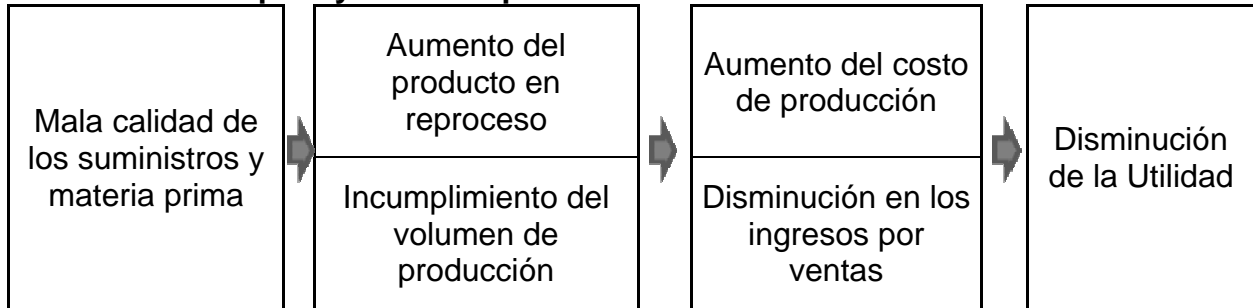 Mala calidad de
los suministros y
materia prima
Aumento del
producto en
reproceso
Incumplimiento del
volumen de
producción
Aumento del costo
de producción
Disminución en los
ingresos por
ventas
Disminución
de la Utilidad